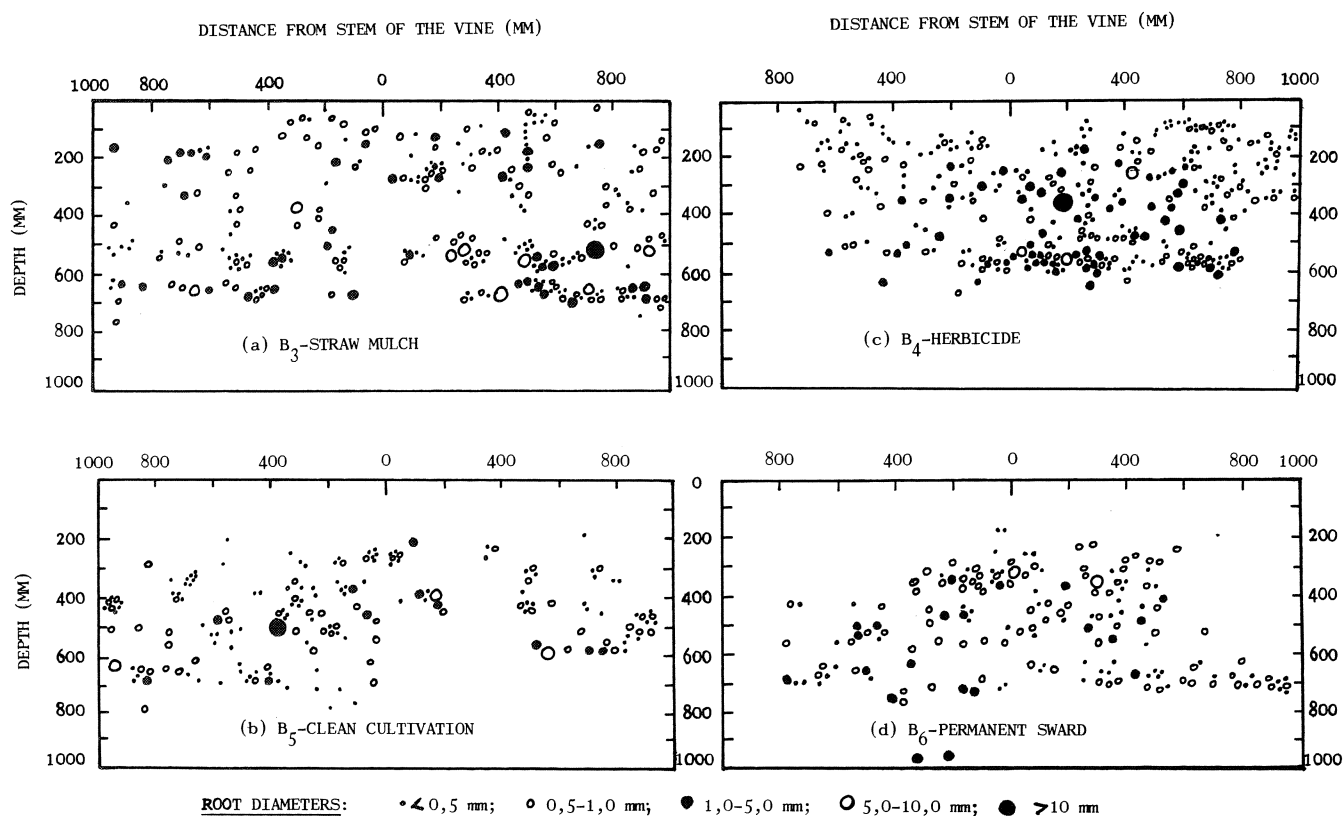 DISTANCE FROM STEM OF THE VINE (MM)
DISTANCE FROM STEM OF THE VINE (MM)
1000 800 400 0 400 800
800 400 0 400 800 1000
DEPTH (MM)
200
400
600
800
1000
200
400
600
800
1000
200
400
600
800
1000
(a) B3-STRAW MULCH
(c) B4-HERBICIDE
1000 800 400 0 400 800
800 400 0 400 1000
DEPTH (MM)
200
400
600
800
1000
0
200
400
600
800
1000
200
400
600
800
1000
(b) B5-CLEAN CULTIVATION
(d) B6-PERMANENT SWARD
ROOT DIAMETERS: < 0,5 mm; 0,5-1,0 mm; 1,0-5,0 mm; 5,0-10,0 mm; >10 mm